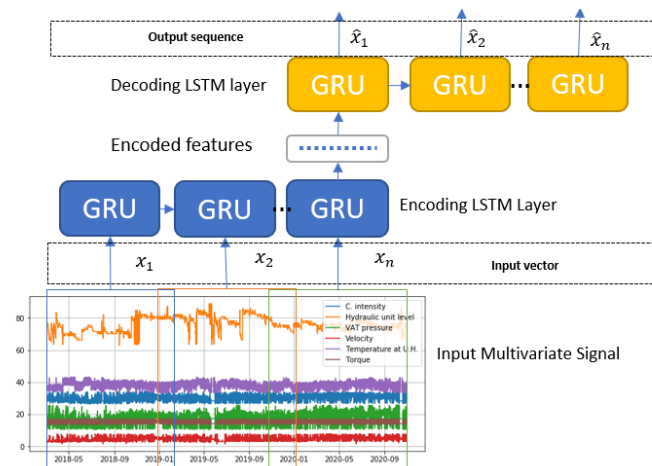 Output sequence
x̂1 x̂2 x̂n
Decoding LSTM layer
GRU GRU ... GRU
Encoded features
GRU GRU ... GRU
Encoding LSTM Layer
x1 x2 xn
Input vector
C. intensity
Hydraulic unit level
VAT pressure
Velocity
Temperature at U.H.
Torque
Input Multivariate Signal
80
60
40
20
0
2018-05 2018-09 2019-01 2019-05 2019-09 2020-01 2020-05 2020-09